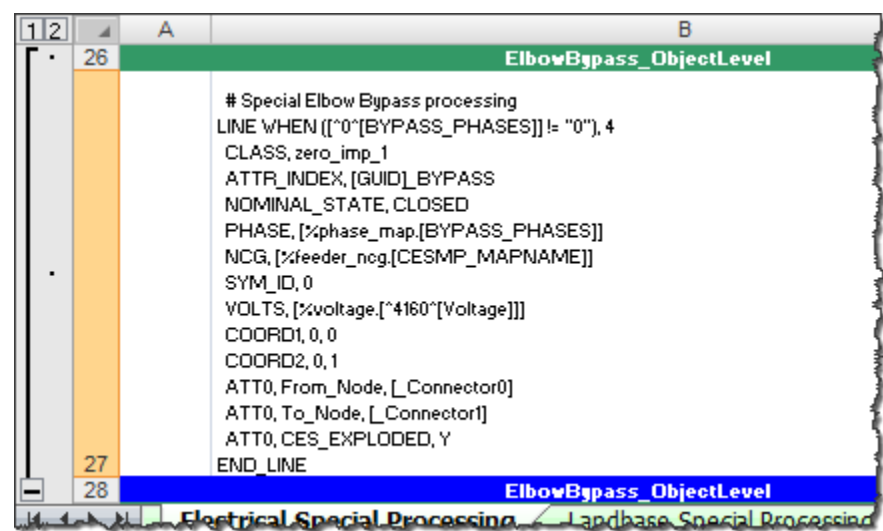 1 2 A B
26 ElbowBypass_ObjectLevel
# Special Elbow Bypass processing
LINE WHEN ([^0^[BYPASS_PHASES]] != "0"), 4
CLASS, zero_imp_1
ATTR_INDEX, [GUID]_BYPASS
NOMINAL_STATE, CLOSED
PHASE, [%phase_map.[BYPASS_PHASES]]
NCG, [%feeder_ncg.[CESMP_MAPNAME]]
SYM_ID, 0
VOLTS, [%voltage.[^4160^[Voltage]]]
COORD1, 0, 0
COORD2, 0, 1
ATT0, From_Node, [_Connector0]
ATT0, To_Node, [_Connector1]
ATT0, CES_EXPLODED, Y
27 END_LINE
28 ElbowBypass_ObjectLevel
Electrical Special Processing Landbase Special Processing